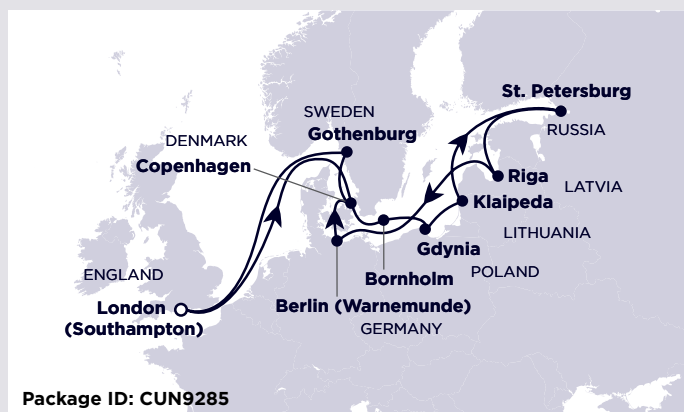 St. Petersburg
SWEDEN
RUSSIA
DENMARK
Gothenburg
Copenhagen
Riga
LATVIA
Klaipeda
LITHUANIA
Gdynia
ENGLAND
POLAND
Bornholm
London
(Southampton)
Berlin (Warnemunde)
GERMANY
Package ID: CUN9285